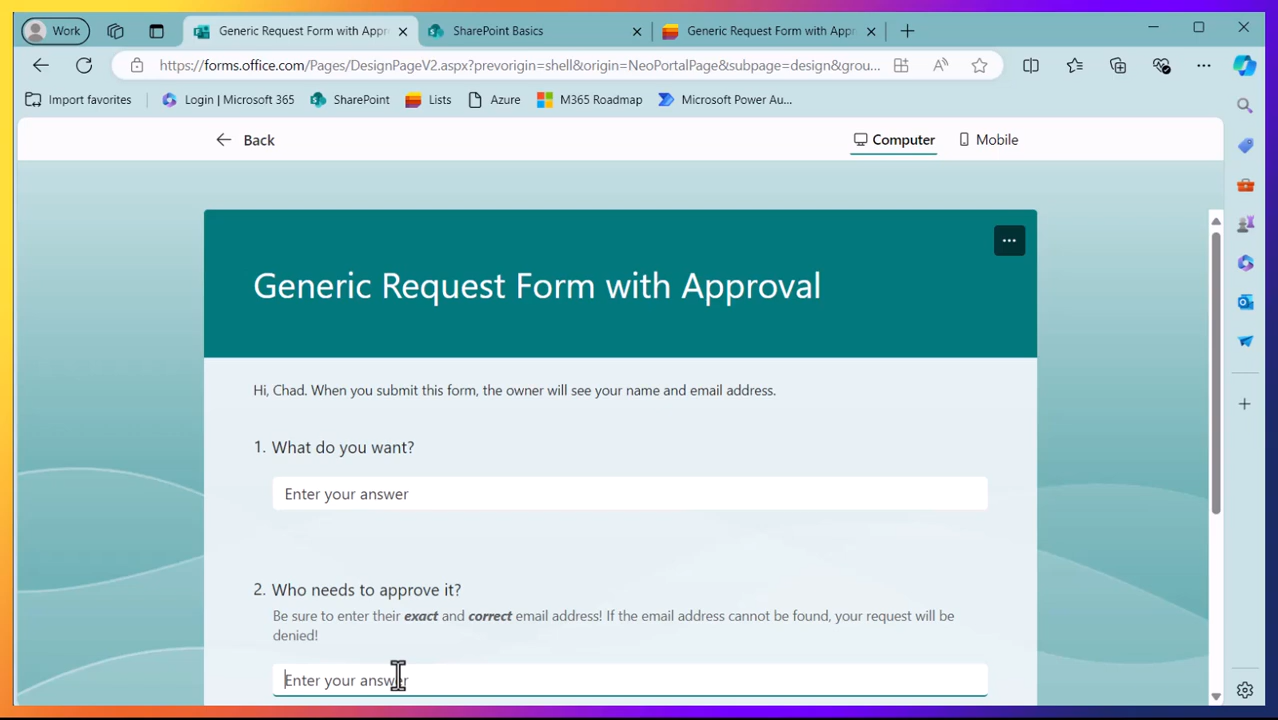 Work
Generic Request Form with Appr
SharePoint Basics
Generic Request Form with Appr
https://forms.office.com/Pages/DesignPageV2.aspx?prevorigin=shell&origin=NeoPortalPage&subpage=design&grou...
Import favorites
Login | Microsoft 365
SharePoint
Lists
Azure
M365 Roadmap
Microsoft Power Au...
Back
Computer
Mobile
...
Generic Request Form with Approval
Hi, Chad. When you submit this form, the owner will see your name and email address.
1. What do you want?
Enter your answer
2. Who needs to approve it?
Be sure to enter their exact and correct email address! If the email address cannot be found, your request will be
denied!
Enter your answer